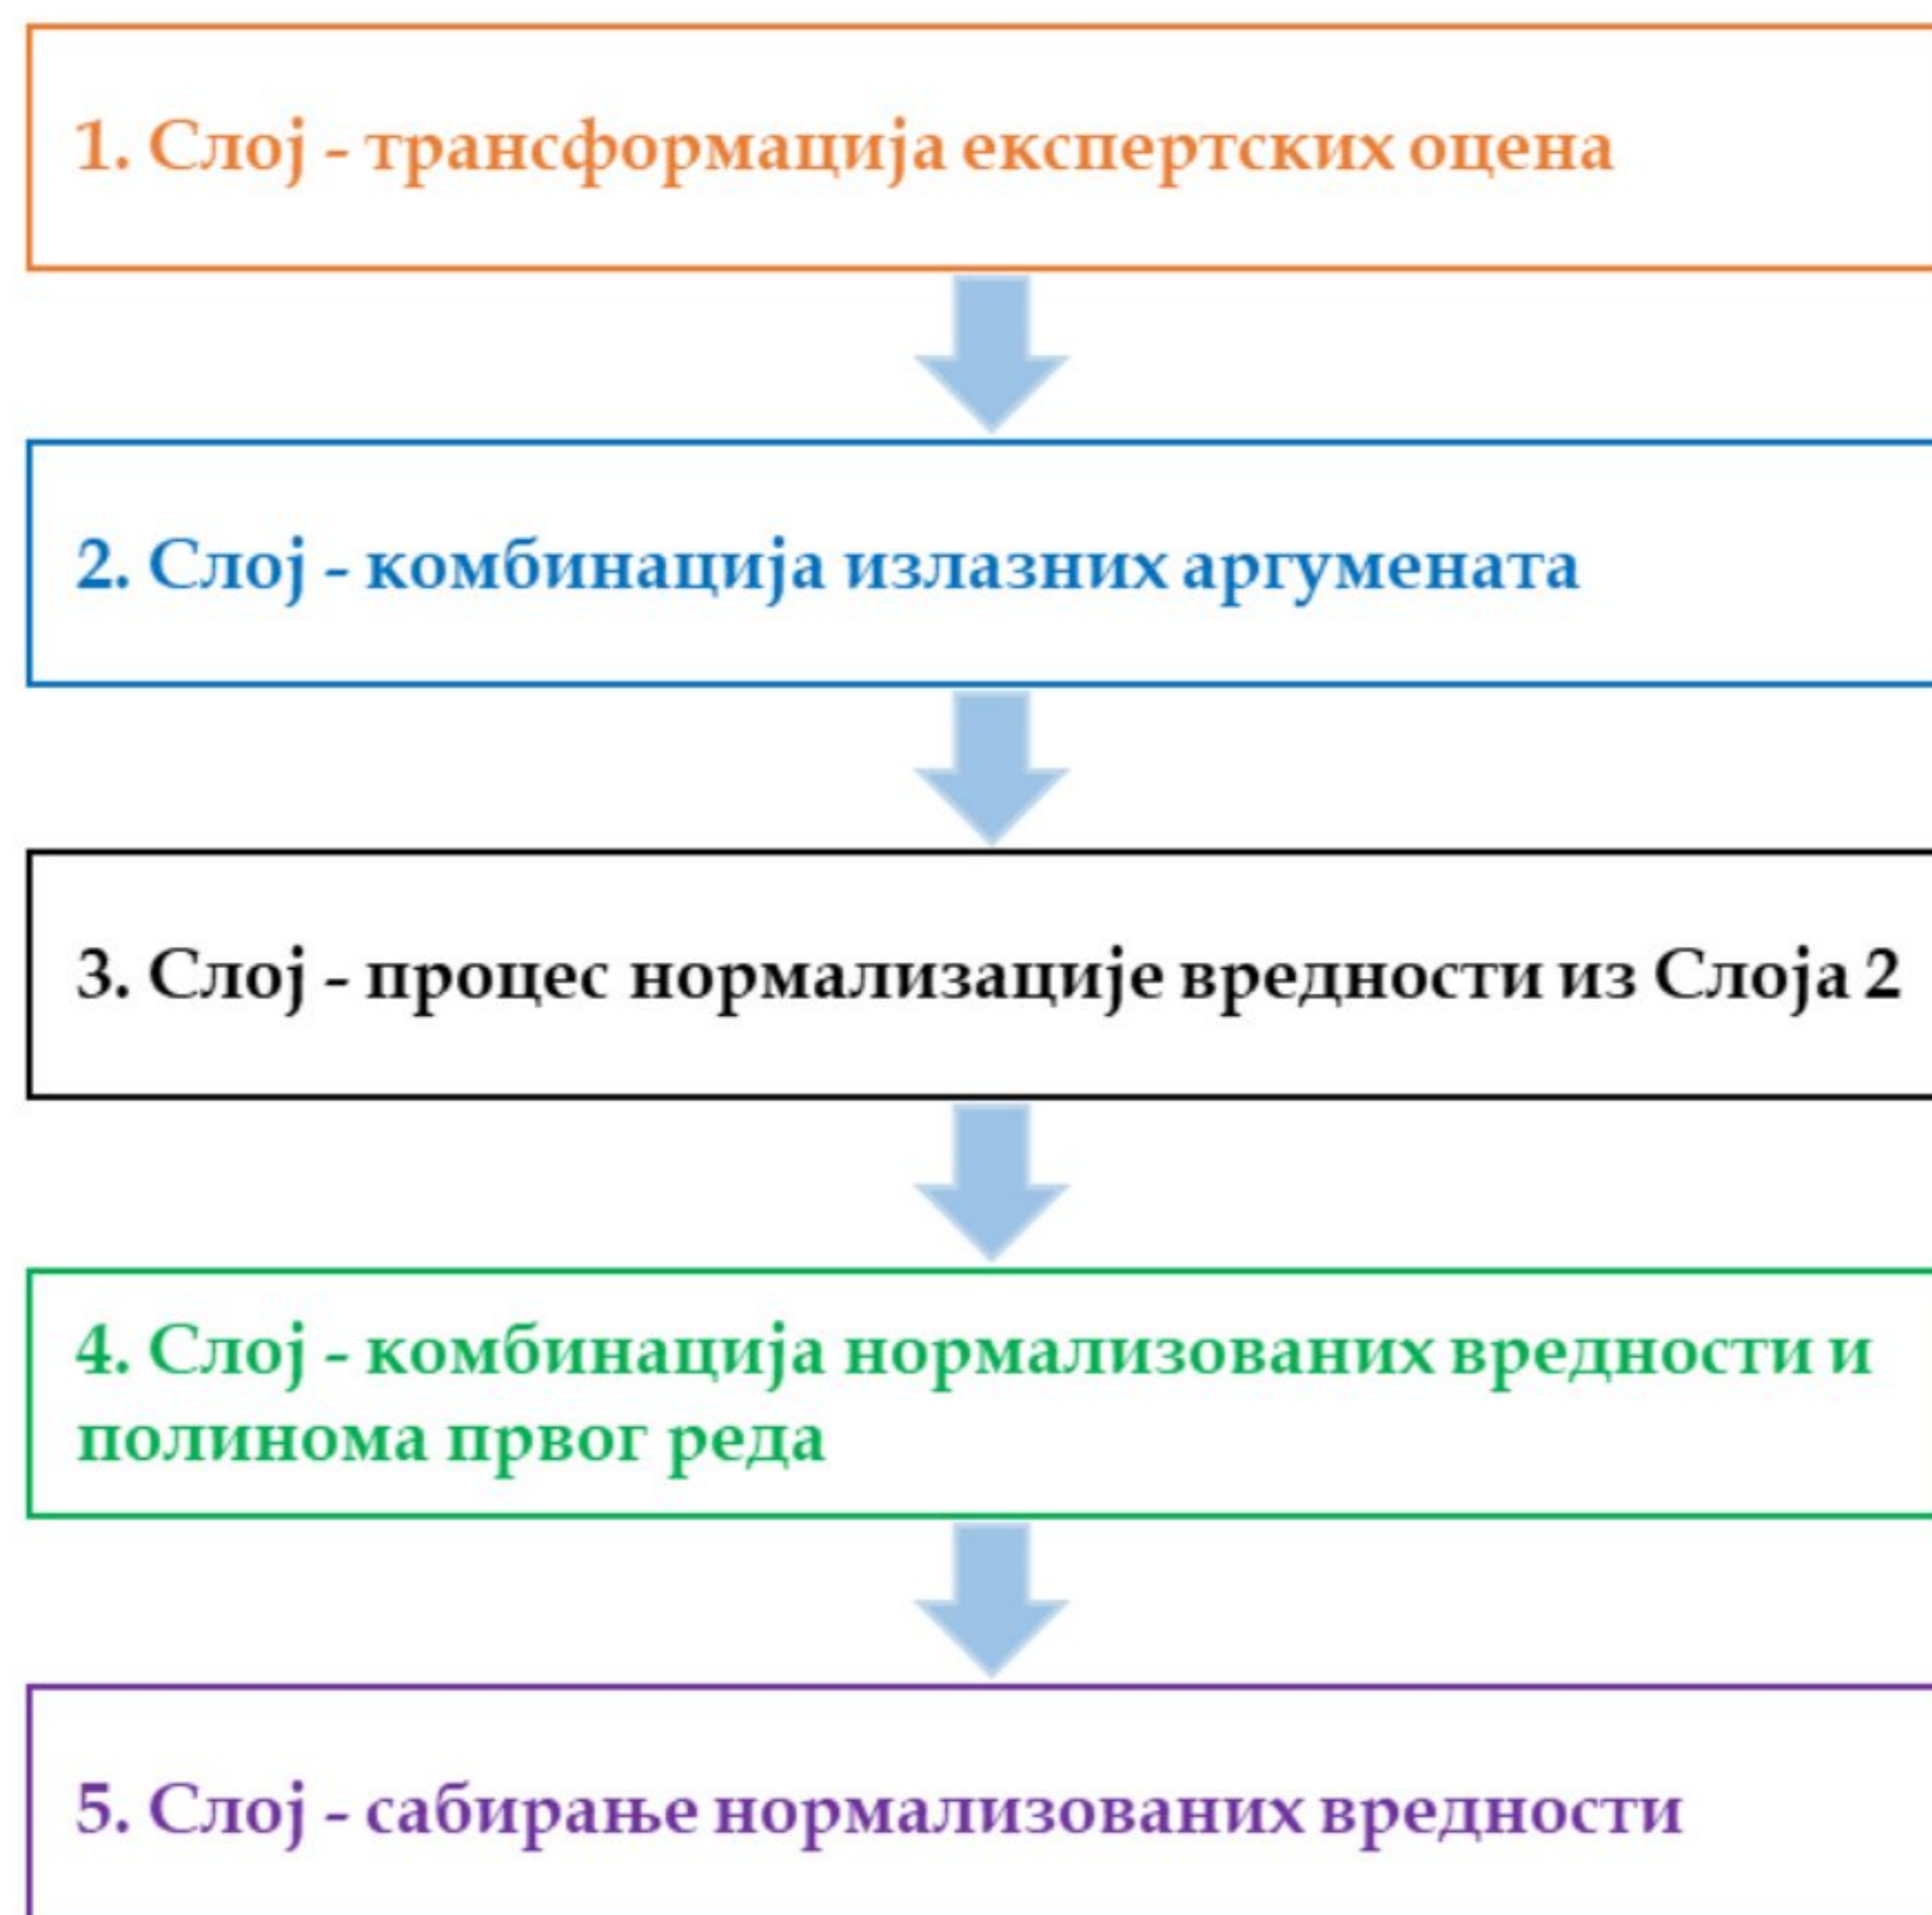 1. Слој - трансформација експертских оцена
2. Слој - комбинација излазних аргумената
3. Слој - процес нормализације вредности из Слоја 2
4. Слој - комбинација нормализованих вредности и
полинома првог реда
5. Слој - сабирање нормализованих вредности